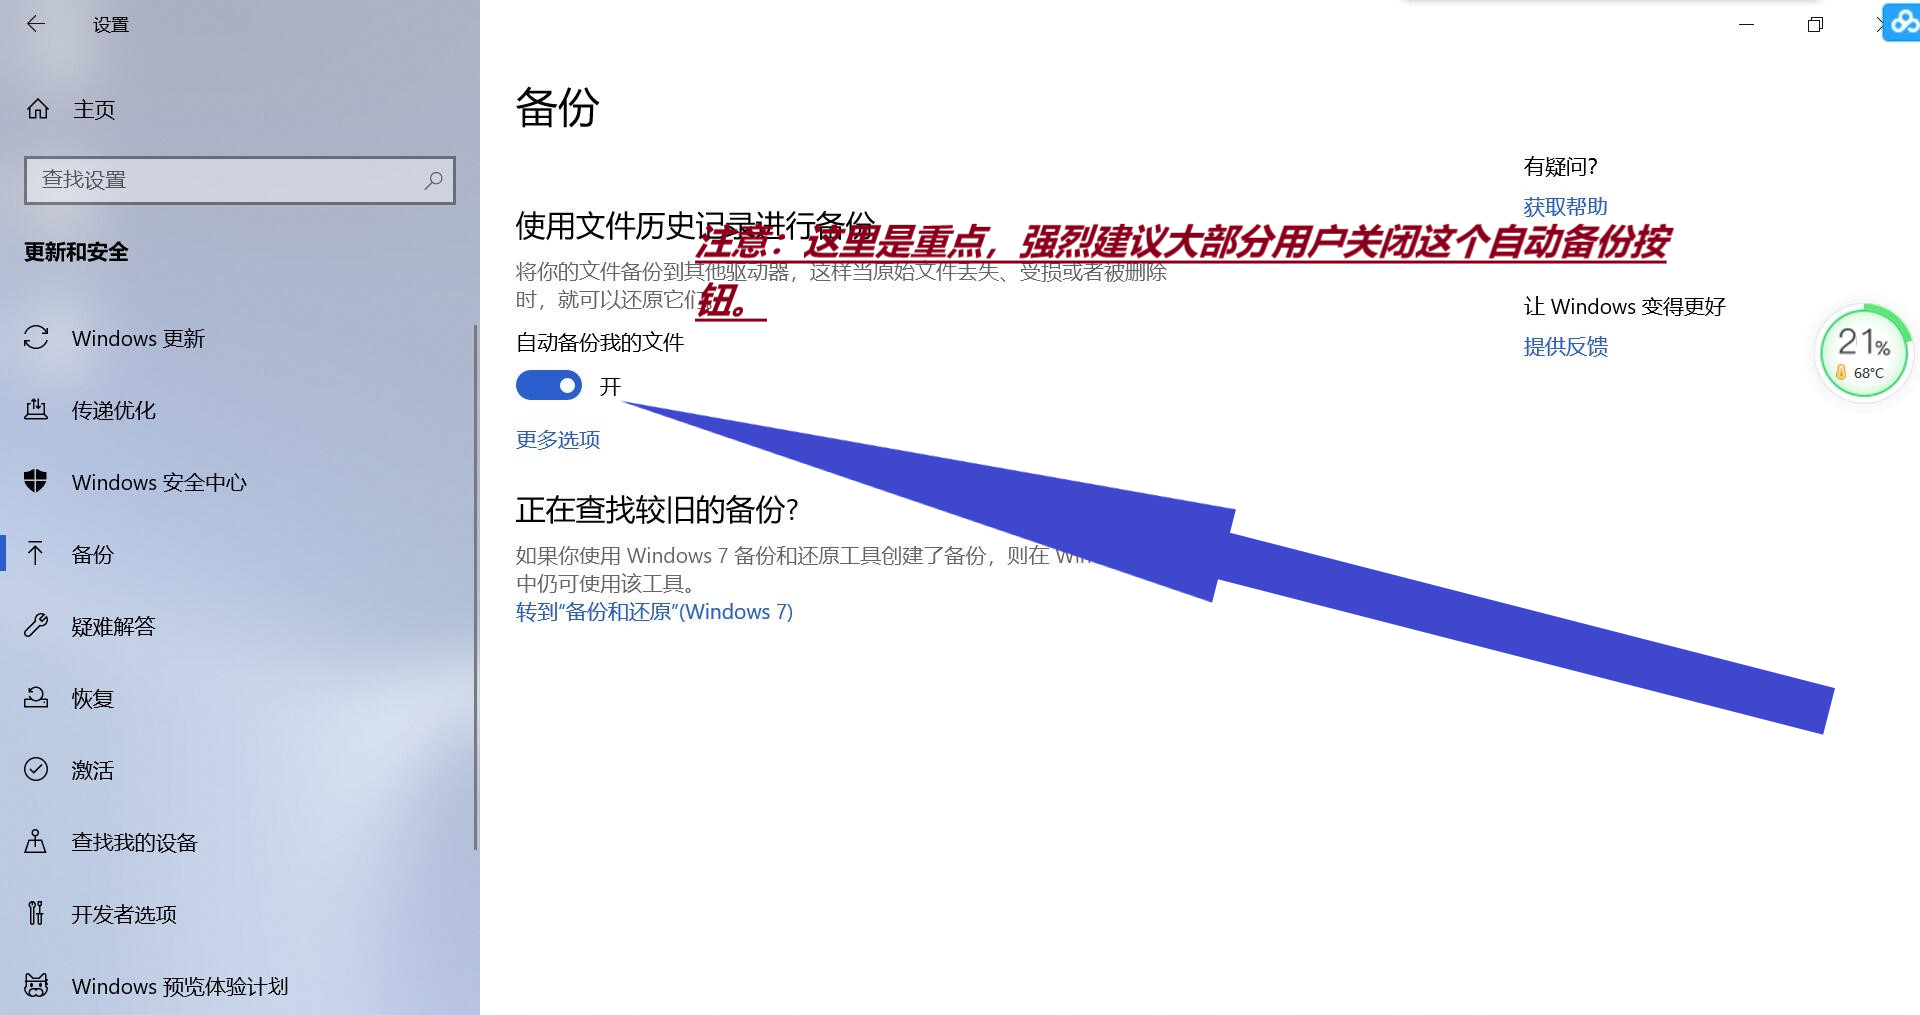 设置
主页
查找设置
更新和安全
Windows 更新
传递优化
Windows 安全中心
备份
疑难解答
恢复
激活
查找我的设备
开发者选项
Windows 预览体验计划
备份
使用文件历史记录进行备份
注意：这里是重点，强烈建议大部分用户关闭这个自动备份按
钮。
将你的文件备份到其他驱动器，这样当原始文件丢失、受损或者被删除
时，就可以还原它们
自动备份我的文件
开
更多选项
正在查找较旧的备份?
如果你使用 Windows 7 备份和还原工具创建了备份，则在
中仍可使用该工具。
转到“备份和还原”(Windows 7)
有疑问?
获取帮助
让 Windows 变得更好
提供反馈
21%
68°C